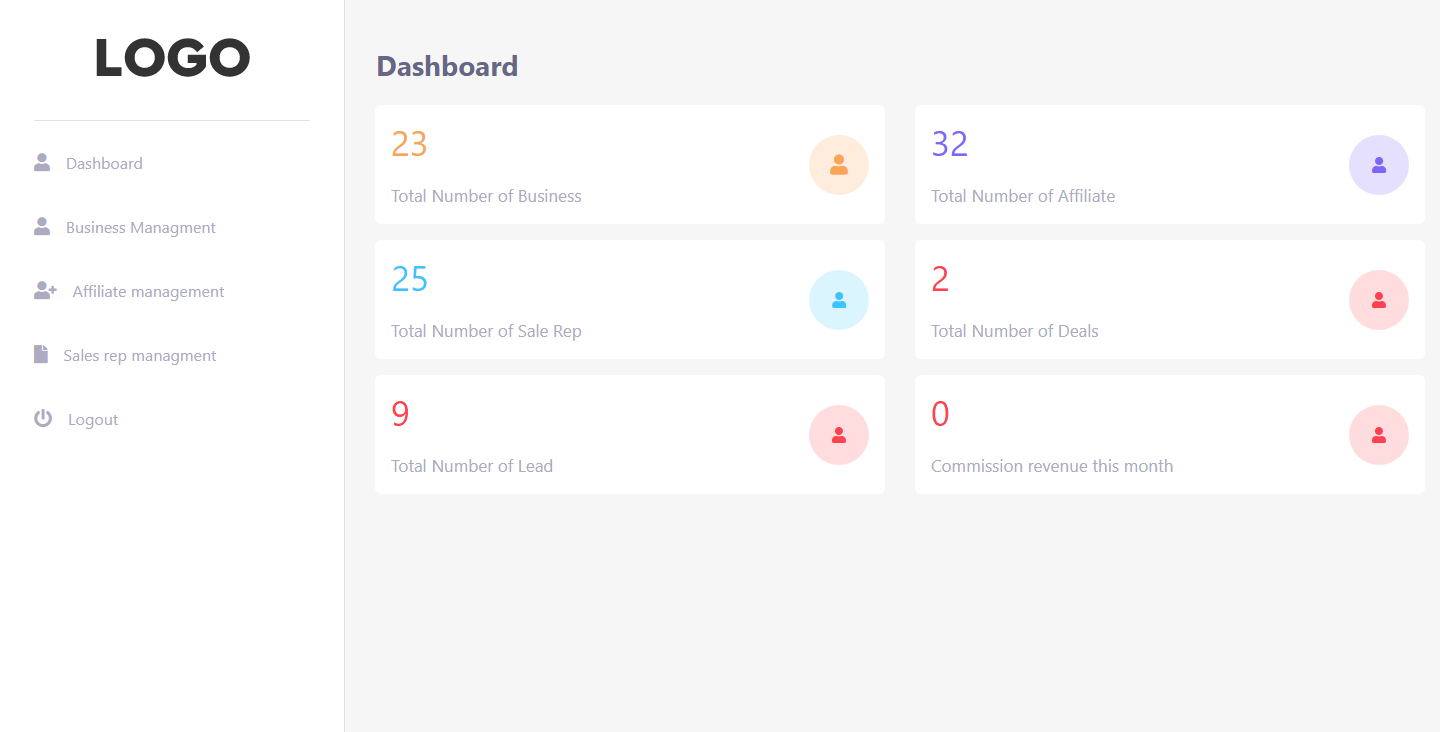 LOGO
Dashboard
Business Managment
Affiliate management
Sales rep managment
Logout
Dashboard
23
Total Number of Business
32
Total Number of Affiliate
25
Total Number of Sale Rep
2
Total Number of Deals
9
Total Number of Lead
0
Commission revenue this month